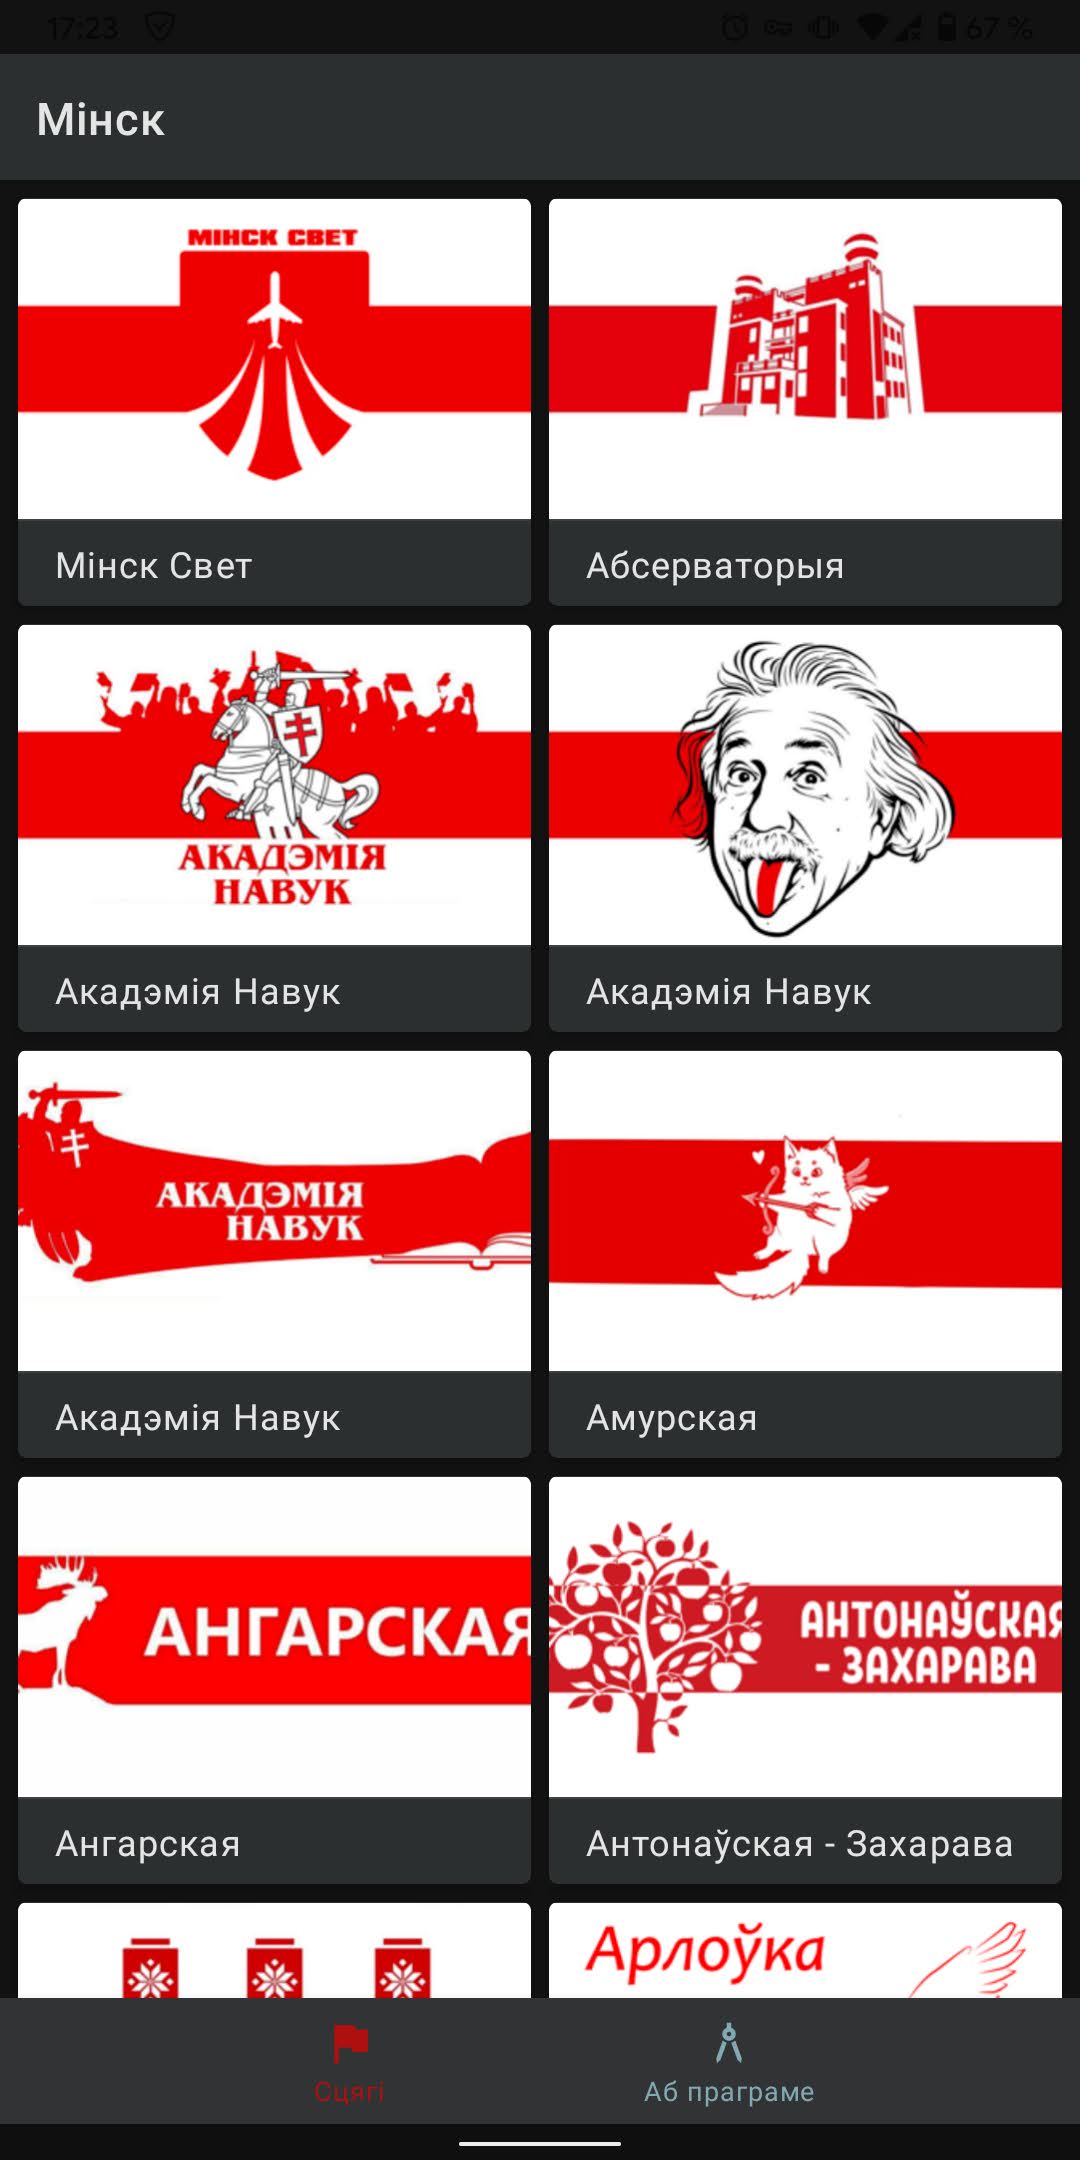 17:23
67 %
Мінск
МІНСК СВЕТ
Мінск Свет
Абсерваторыя
АКАДЭМІЯ
НАВУК
Акадэмія Навук
Акадэмія Навук
АКАДЭМІЯ
НАВУК
Акадэмія Навук
Амурская
АНГАРСКАЯ
АНТОНАЎСКАЯ
- ЗАХАРАВА
Ангарская
Антонаўская - Захарава
Арлоўка
Сцягі
Аб праграме